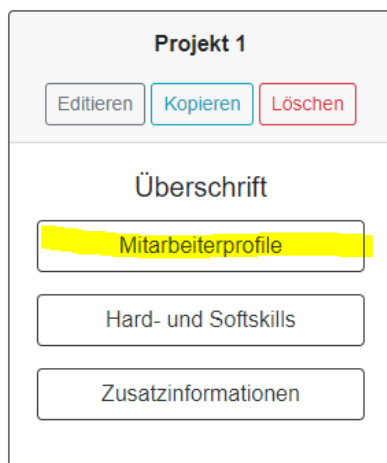 Projekt 1
Editieren Kopieren Löschen
Überschrift
Mitarbeiterprofile
Hard- und Softskills
Zusatzinformationen